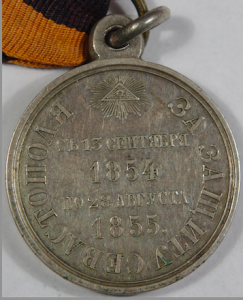 ЗА ЗАЩИТУ СЕВАСТОПОЛЯ
СЪ 13 СЕНТЯБРЯ
1854
ПО 28 АВГУСТА
1855.